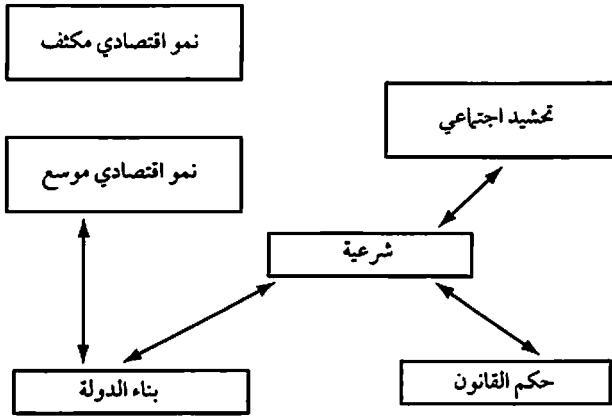 نمو اقتصادي مكثف
تحشيد اجتماعي
نمو اقتصادي موسع
شرعية
بناء الدولة
حكم القانون